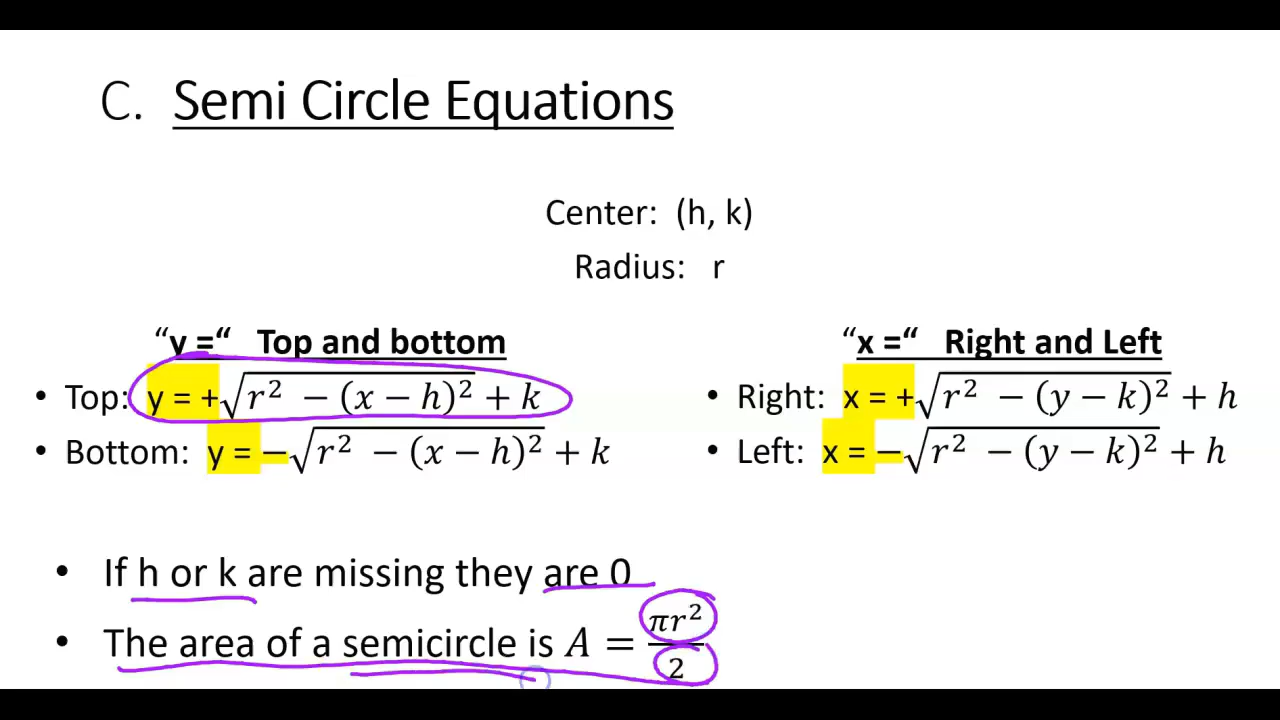 C. Semi Circle Equations
Center: (h, k)
Radius: r
“y =“ Top and bottom
• Top: y = +√(r² − (x − h)²) + k
• Bottom: y = −√(r² − (x − h)²) + k
“x =“ Right and Left
• Right: x = +√(r² − (y − k)²) + h
• Left: x = −√(r² − (y − k)²) + h
• If h or k are missing they are 0
• The area of a semicircle is A = πr²/2